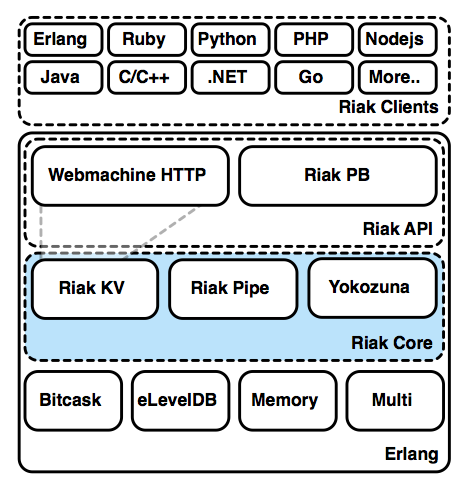 Erlang Ruby Python PHP Nodejs
Java C/C++ .NET Go More..
Riak Clients
Webmachine HTTP Riak PB
Riak API
Riak KV Riak Pipe Yokozuna
Riak Core
Bitcask eLevelDB Memory Multi
Erlang